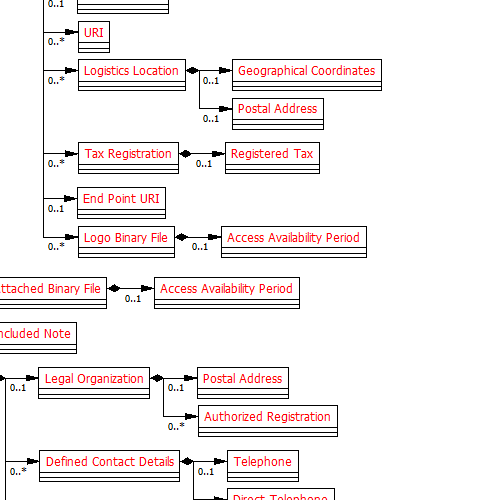 0..1
URI
0..*
Logistics Location
0..*
0..1
Geographical Coordinates
0..1
Postal Address
Tax Registration
0..*
0..1
Registered Tax
End Point URI
0..1
Logo Binary File
0..*
0..1
Access Availability Period
ttached Binary File
0..1
Access Availability Period
ncluded Note
0..1
Legal Organization
0..1
Postal Address
0..*
Authorized Registration
0..*
Defined Contact Details
0..1
Telephone
Direct Telephone